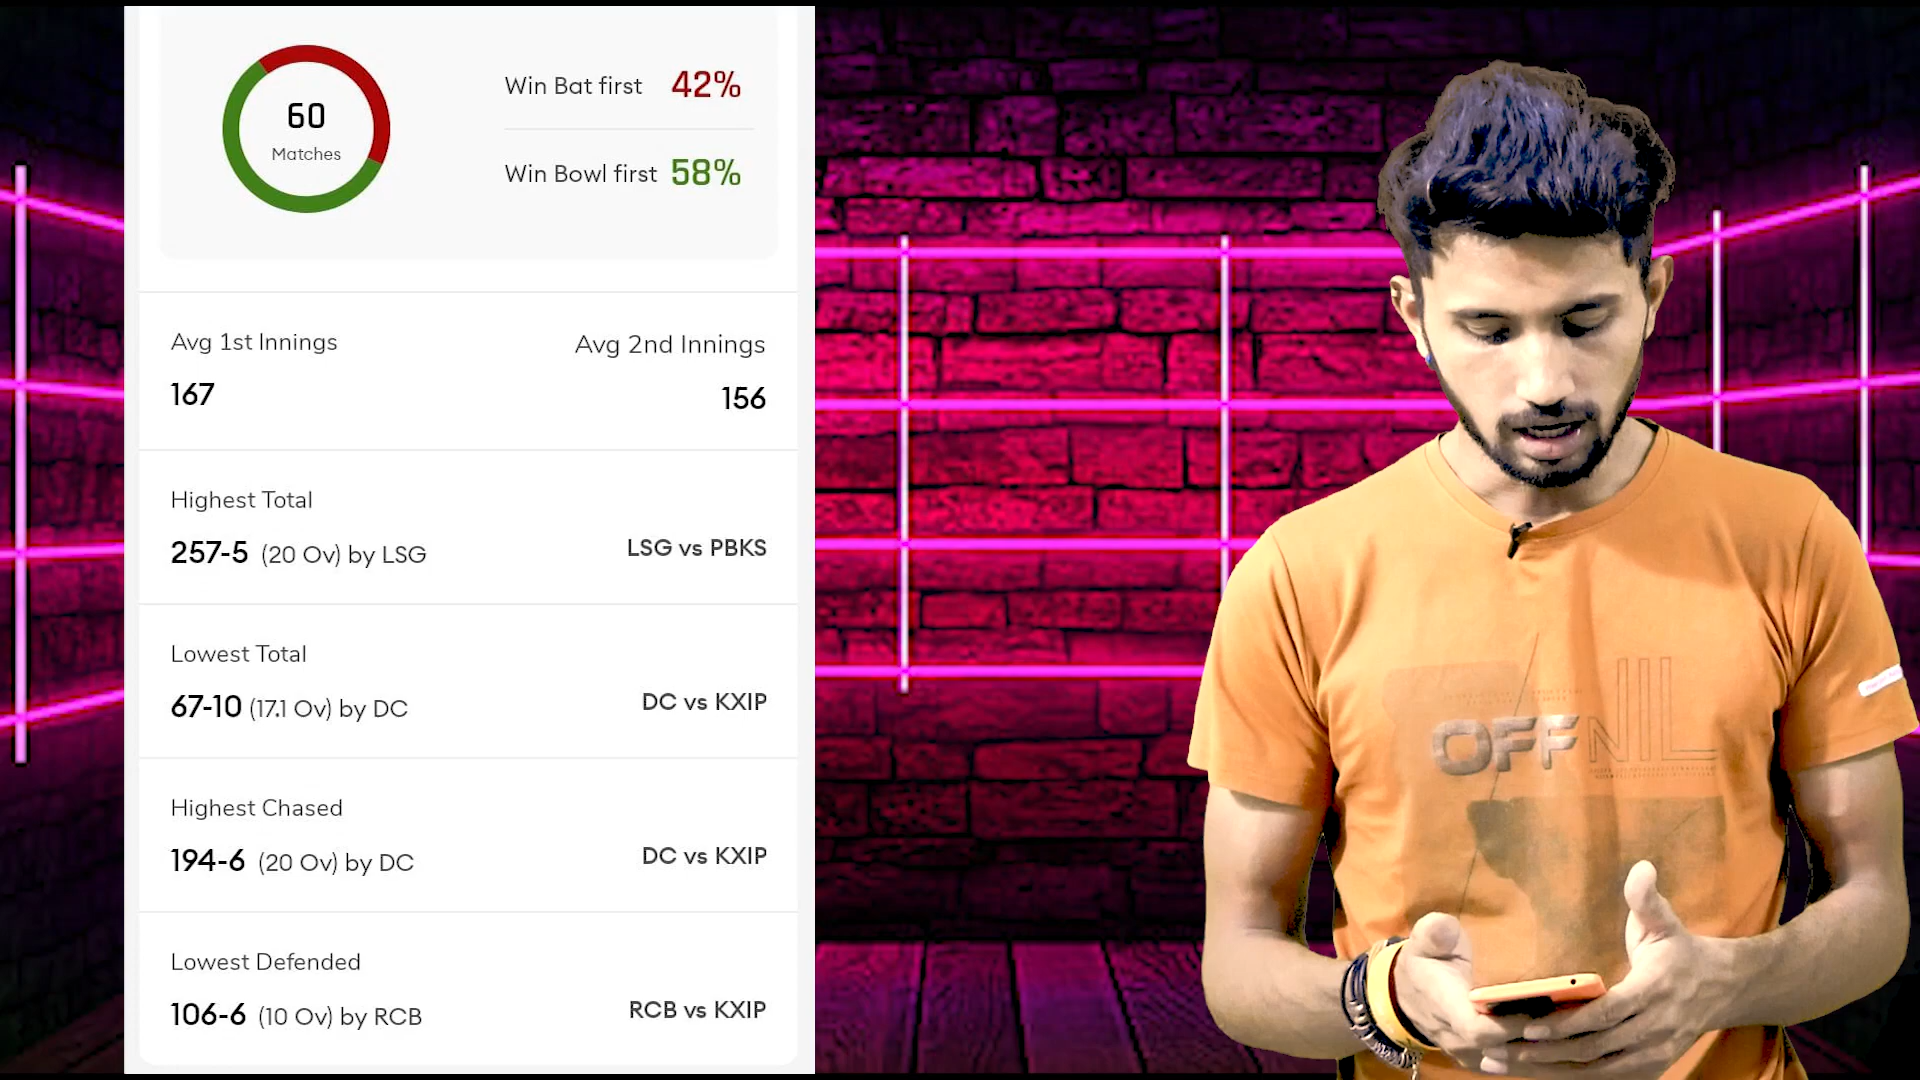 60
Matches
Win Bat first 42%
Win Bowl first 58%
Avg 1st Innings
167
Avg 2nd Innings
156
Highest Total
257-5 (20 Ov) by LSG
LSG vs PBKS
Lowest Total
67-10 (17.1 Ov) by DC
DC vs KXIP
Highest Chased
194-6 (20 Ov) by DC
DC vs KXIP
Lowest Defended
106-6 (10 Ov) by RCB
RCB vs KXIP
OFF NIL